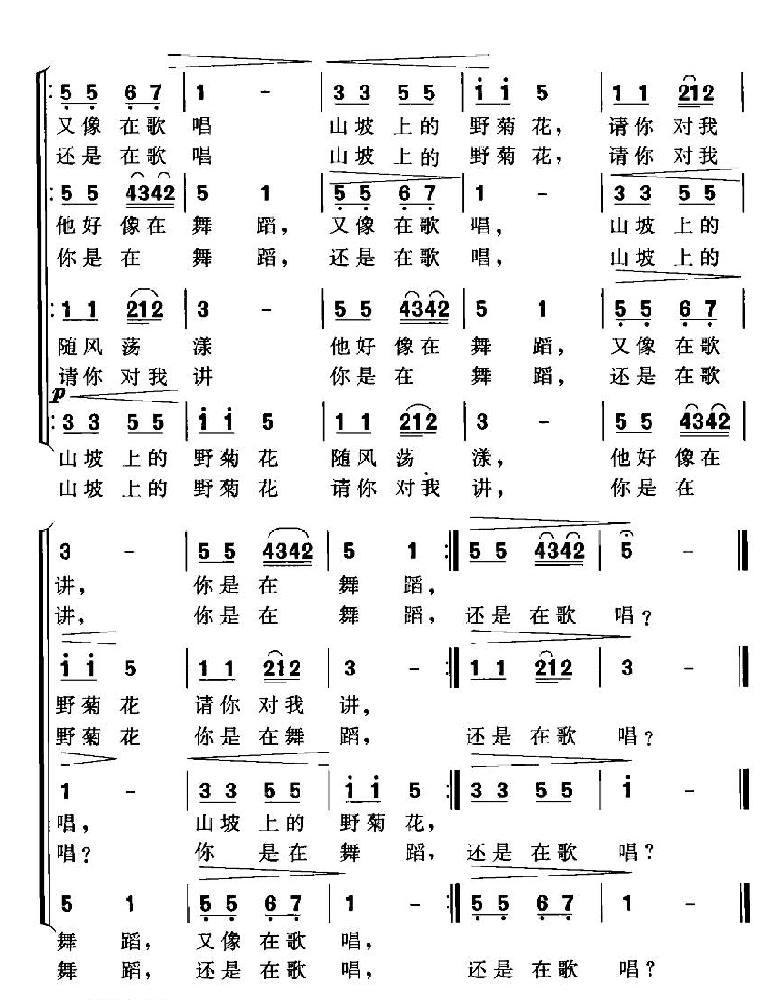 : 5 5 6 7 | 1 - | 3 3 5 5 | i i 5 | 1 1 212 |
又像 在歌 唱 山坡 上的 野菊 花， 请你 对我
还是 在歌 唱 山坡 上的 野菊 花， 请你 对我
: 5 5 4342 | 5 1 | 5 5 6 7 | 1 - | 3 3 5 5 |
他好 像在 舞 蹈， 又像 在歌 唱， 山坡 上的
你是 在 舞 蹈， 还是 在歌 唱， 山坡 上的
: 1 1 212 | 3 - | 5 5 4342 | 5 1 | 5 5 6 7 |
随风 荡 漾 他好 像在 舞 蹈， 又像 在歌
请你 对我 讲 你是 在 舞 蹈， 还是 在歌
p
: 3 3 5 5 | i i 5 | 1 1 212 | 3 - | 5 5 4342 |
山坡 上的 野菊 花 随风 荡 漾， 他好 像在
山坡 上的 野菊 花 请你 对我 讲， 你是 在
3 - | 5 5 4342 | 5 1 :‖ 5 5 4342 | 5 - ‖
讲， 你是 在 舞 蹈，
讲， 你是 在 舞 蹈， 还是 在歌 唱？
i i 5 | 1 1 212 | 3 - :‖ 1 1 212 | 3 - ‖
野菊 花 请你 对我 讲，
野菊 花 你是 在舞 蹈， 还是 在歌 唱？
1 - | 3 3 5 5 | i i 5 :‖ 3 3 5 5 | i - ‖
唱， 山坡 上的 野菊 花，
唱？ 你 是在 舞 蹈， 还是 在歌 唱？
5 1 | 5 5 6 7 | 1 - :‖ 5 5 6 7 | 1 - ‖
舞 蹈， 又像 在歌 唱，
舞 蹈， 还是 在歌 唱， 还是 在歌 唱？